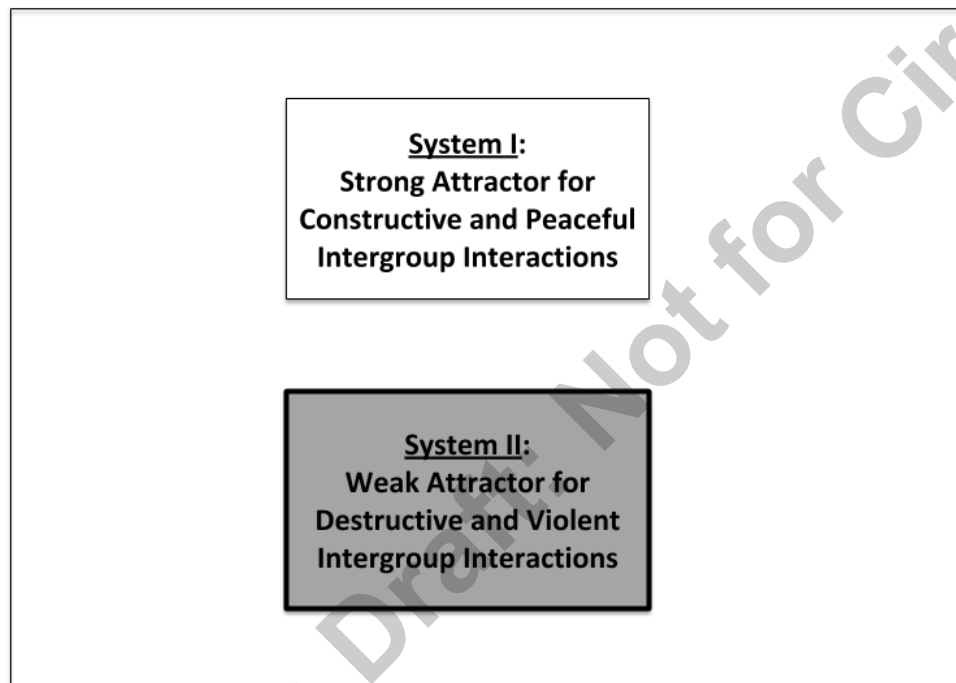 System I:
Strong Attractor for
Constructive and Peaceful
Intergroup Interactions
System II:
Weak Attractor for
Destructive and Violent
Intergroup Interactions
Draft: Not for Cir